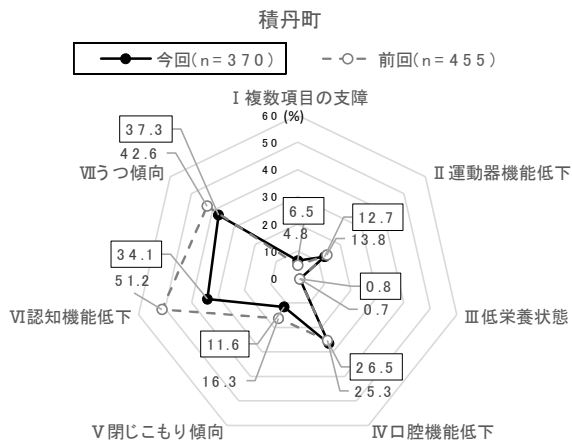 積丹町
今回(n=370)
前回(n=455)
Ⅰ複数項目の支障
60 (%)
50
40
30
20
10
0
37.3
42.6
Ⅶうつ傾向
Ⅱ運動器機能低下
6.5
4.8
12.7
13.8
34.1
51.2
0.8
0.7
Ⅵ認知機能低下
Ⅲ低栄養状態
11.6
16.3
26.5
25.3
Ⅴ閉じこもり傾向
Ⅳ口腔機能低下